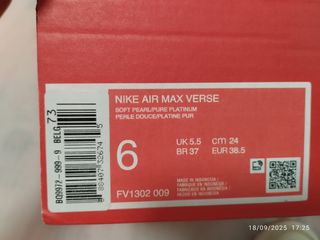 NIKE AIR MAX VERSE
SOFT PEARL/PURE PLATINUM
PERLE DOUCE/PLATINE PUR
6
UK 5.5 cm 24
BR 37 EUR 38.5
FV1302 009
MADE IN INDONESIA /
FABRIQUE EN INDONESIE /
FABRICADO EN INDONESIA
BELG 73
18/09/2025 17:25